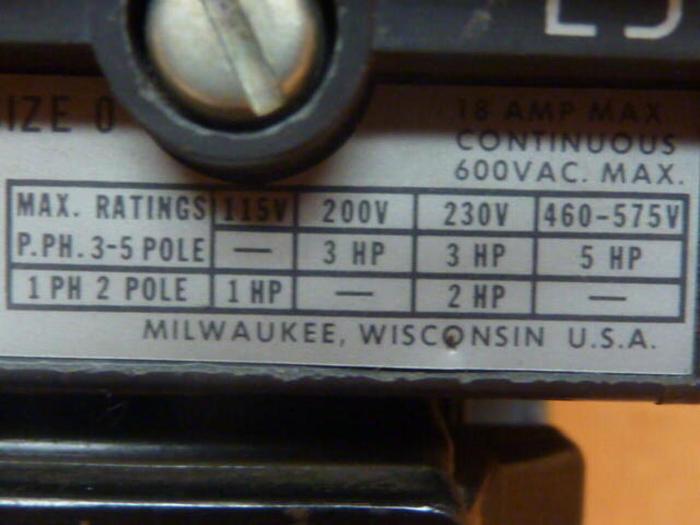 SIZE 0
18 AMP MAX
CONTINUOUS
600VAC. MAX.
MAX. RATINGS 115V 200V 230V 460-575V
P.PH. 3-5 POLE — 3 HP 3 HP 5 HP
1 PH 2 POLE 1 HP — 2 HP —
MILWAUKEE, WISCONSIN U.S.A.